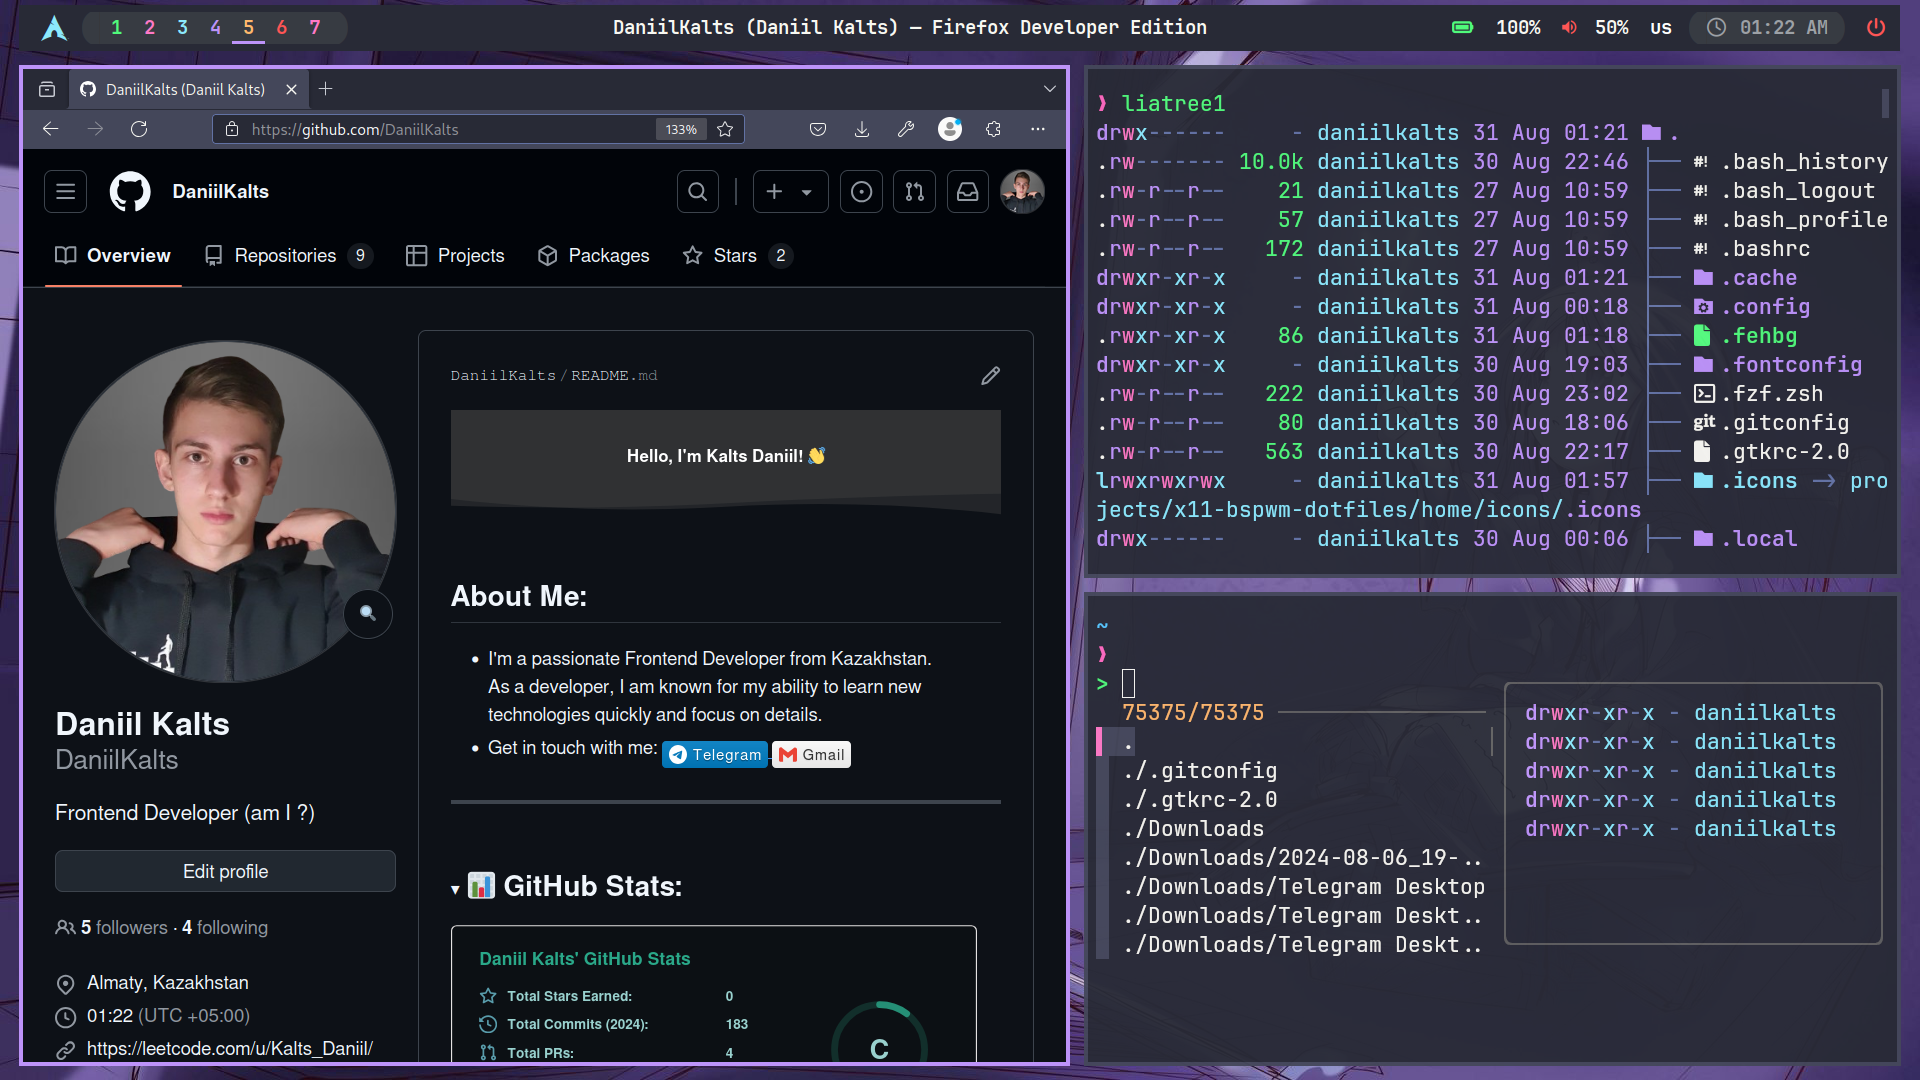 1 2 3 4 5 6 7
DaniilKalts (Daniil Kalts) — Firefox Developer Edition
100% 50% us 01:22 AM
DaniilKalts (Daniil Kalts)
https://github.com/DaniilKalts 133%
DaniilKalts
Overview Repositories 9 Projects Packages Stars 2
DaniilKalts/README.md
Hello, I'm Kalts Daniil! 👋
About Me:
• I'm a passionate Frontend Developer from Kazakhstan.
As a developer, I am known for my ability to learn new
technologies quickly and focus on details.
• Get in touch with me: Telegram Gmail
Daniil Kalts
DaniilKalts
Frontend Developer (am I ?)
Edit profile
5 followers · 4 following
Almaty, Kazakhstan
01:22 (UTC +05:00)
https://leetcode.com/u/Kalts_Daniil/
▾ 📊 GitHub Stats:
Daniil Kalts' GitHub Stats
Total Stars Earned: 0
Total Commits (2024): 183
Total PRs: 4
C
❱ liatree1
drwx------ - daniilkalts 31 Aug 01:21 .
.rw------- 10.0k daniilkalts 30 Aug 22:46 ├── #! .bash_history
.rw-r--r-- 21 daniilkalts 27 Aug 10:59 ├── #! .bash_logout
.rw-r--r-- 57 daniilkalts 27 Aug 10:59 ├── #! .bash_profile
.rw-r--r-- 172 daniilkalts 27 Aug 10:59 ├── #! .bashrc
drwxr-xr-x - daniilkalts 31 Aug 01:21 ├── .cache
drwxr-xr-x - daniilkalts 31 Aug 00:18 ├── .config
.rwxr-xr-x 86 daniilkalts 31 Aug 01:18 ├── .fehbg
drwxr-xr-x - daniilkalts 30 Aug 19:03 ├── .fontconfig
.rw-r--r-- 222 daniilkalts 30 Aug 23:02 ├── .fzf.zsh
.rw-r--r-- 80 daniilkalts 30 Aug 18:06 ├── git .gitconfig
.rw-r--r-- 563 daniilkalts 30 Aug 22:17 ├── .gtkrc-2.0
lrwxrwxrwx - daniilkalts 31 Aug 01:57 ├── .icons -> pro
jects/x11-bspwm-dotfiles/home/icons/.icons
drwx------ - daniilkalts 30 Aug 00:06 ├── .local
~
❱
>
75375/75375
.
./.gitconfig
./.gtkrc-2.0
./Downloads
./Downloads/2024-08-06_19-..
./Downloads/Telegram Desktop
./Downloads/Telegram Deskt..
./Downloads/Telegram Deskt..
drwxr-xr-x - daniilkalts
drwxr-xr-x - daniilkalts
drwxr-xr-x - daniilkalts
drwxr-xr-x - daniilkalts
drwxr-xr-x - daniilkalts